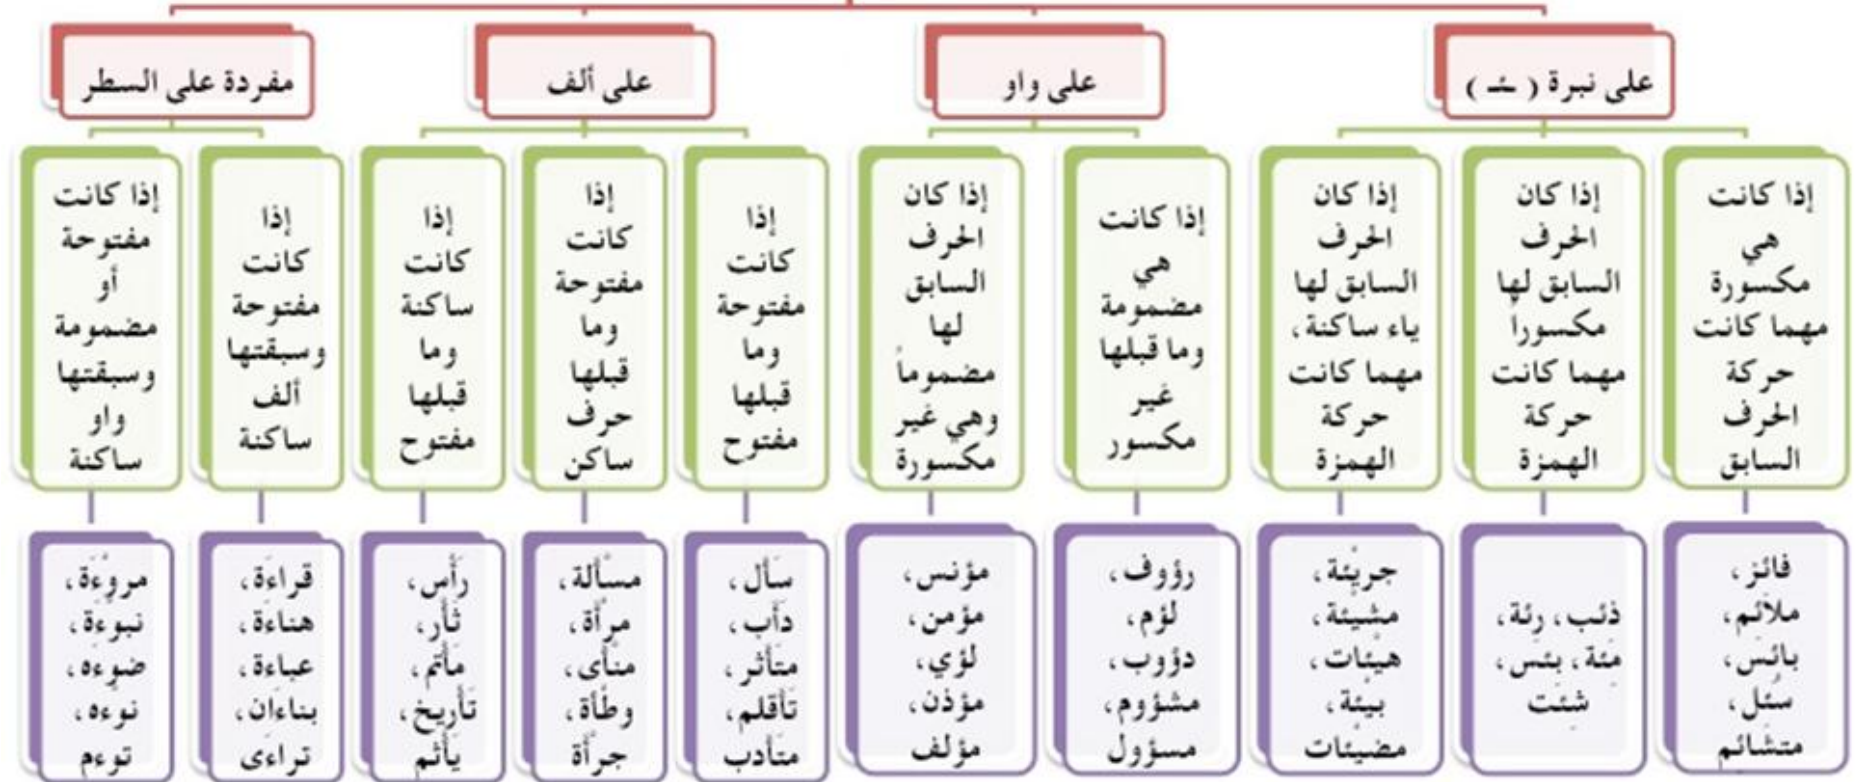 على نبرة ( ئـ )
على واو
على ألف
مفردة على السطر
إذا كانت
هي
مكسورة
مهما كانت
حركة
الحرف
السابق
إذا كان
الحرف
السابق لها
مكسوراً
مهما كانت
حركة
الهمزة
إذا كان
الحرف
السابق لها
ياء ساكنة،
مهما كانت
حركة
الهمزة
إذا كانت
هي
مضمومة
وما قبلها
غير
مكسور
إذا كان
الحرف
السابق
لها
مضموماً
وهي غير
مكسورة
إذا
كانت
مفتوحة
وما
قبلها
مفتوح
إذا
كانت
مفتوحة
وما
قبلها
حرف
ساكن
إذا
كانت
ساكنة
وما
قبلها
مفتوح
إذا
كانت
مفتوحة
وسبقتها
ألف
ساكنة
إذا كانت
مفتوحة
أو
مضمومة
وسبقتها
واو
ساكنة
فائز،
ملائم،
بائس،
سئل،
متشائم
ذئب، رئة،
مئة، بئس،
شئت
جريئة،
مشيئة،
هيئات،
بيئة،
مضيئات
رؤوف،
لؤم،
دؤوب،
مشؤوم،
مسؤول
مؤنس،
مؤمن،
لؤي،
مؤذن،
مؤلف
سأل،
دأب،
متأثر،
تأقلم،
متأدب
مسألة،
مرأة،
منأى،
وطأة،
جرأة
رأس،
ثأر،
مأتم،
تأريخ،
يأثم
قراءة،
هناءة،
عباءة،
بناءان،
تراءى
مروءة،
نبوءة،
ضوءه،
نوءه،
توءم